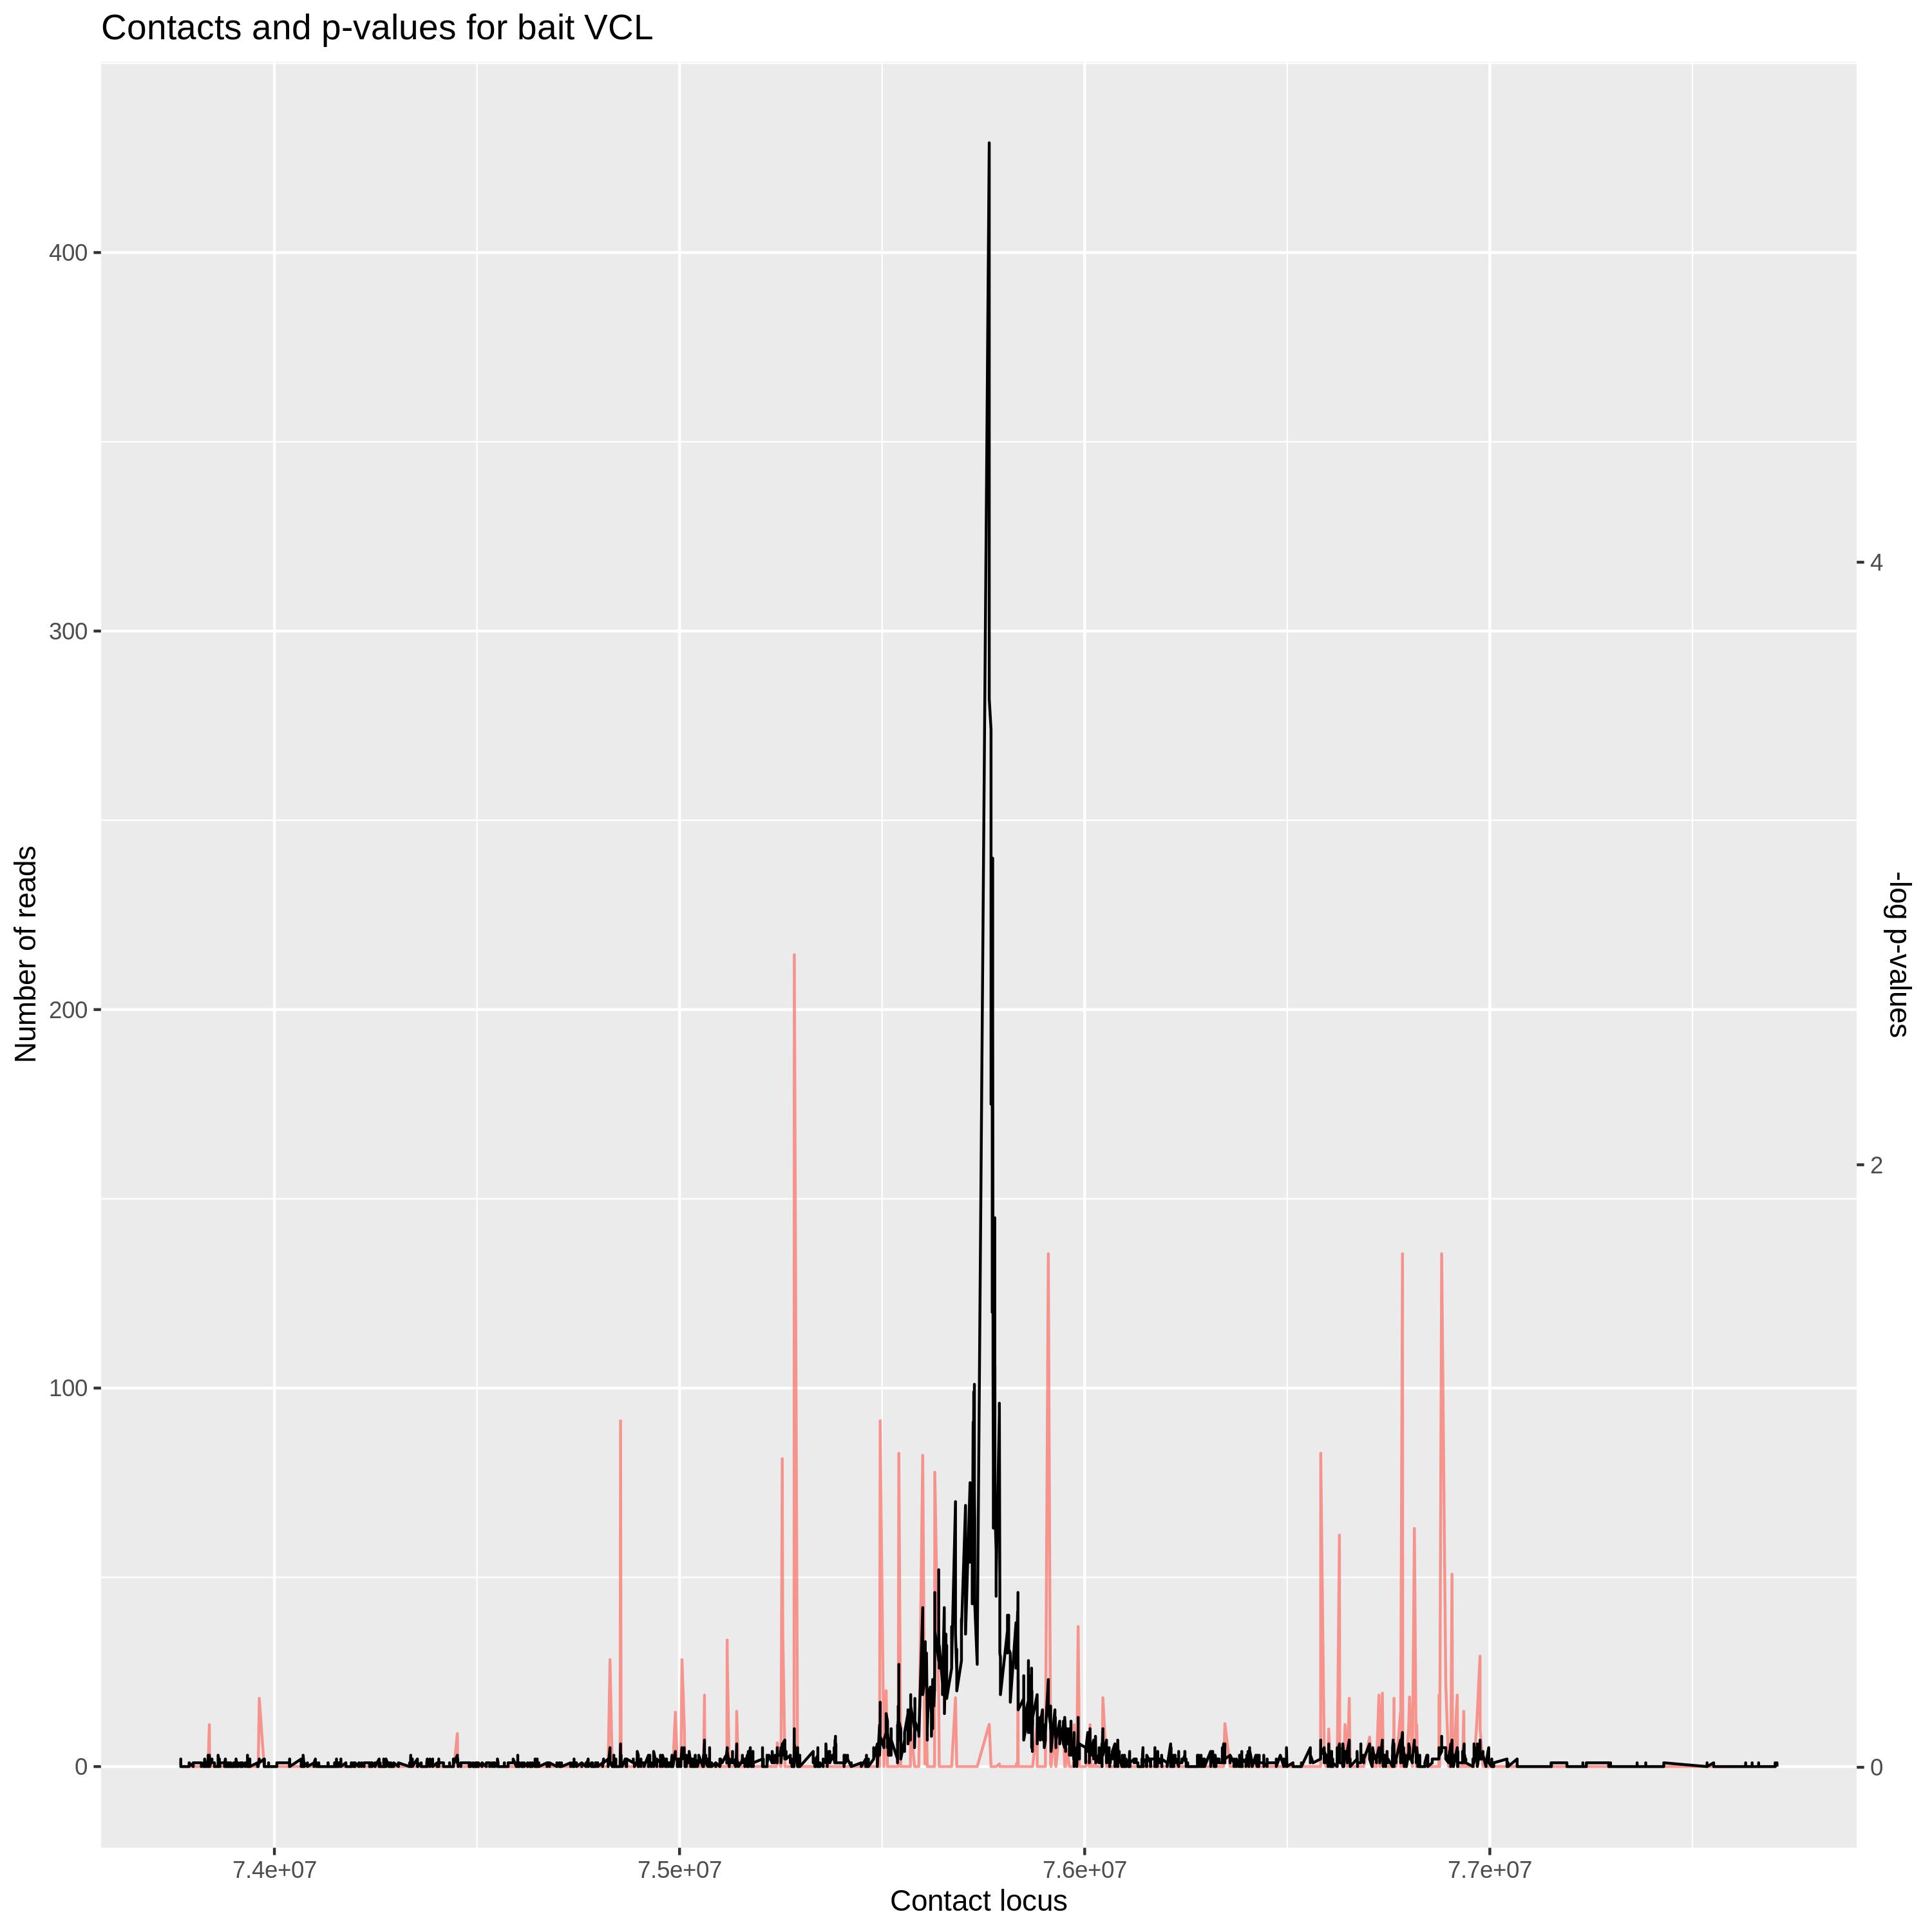 Contacts and p-values for bait VCL
400
300
200
100
0
Number of reads
4
2
0
-log p-values
7.4e+07
7.5e+07
7.6e+07
7.7e+07
Contact locus